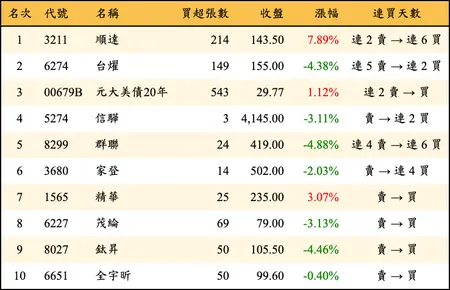 名次 代號 名稱 買超張數 收盤 漲幅 連買天數
1 3211 順達 214 143.50 7.89% 連 2 賣 → 連 6 買
2 6274 台燿 149 155.00 -4.38% 連 5 賣 → 連 2 買
3 00679B 元大美債20年 543 29.77 1.12% 連 2 賣 → 買
4 5274 信驊 3 4,145.00 -3.11% 賣 → 連 2 買
5 8299 群聯 24 419.00 -4.88% 連 4 賣 → 連 6 買
6 3680 家登 14 502.00 -2.03% 賣 → 連 4 買
7 1565 精華 25 235.00 3.07% 賣 → 買
8 6227 茂綸 69 79.00 -3.13% 賣 → 買
9 8027 鈦昇 50 105.50 -4.46% 賣 → 買
10 6651 全宇昕 50 99.60 -0.40% 賣 → 買